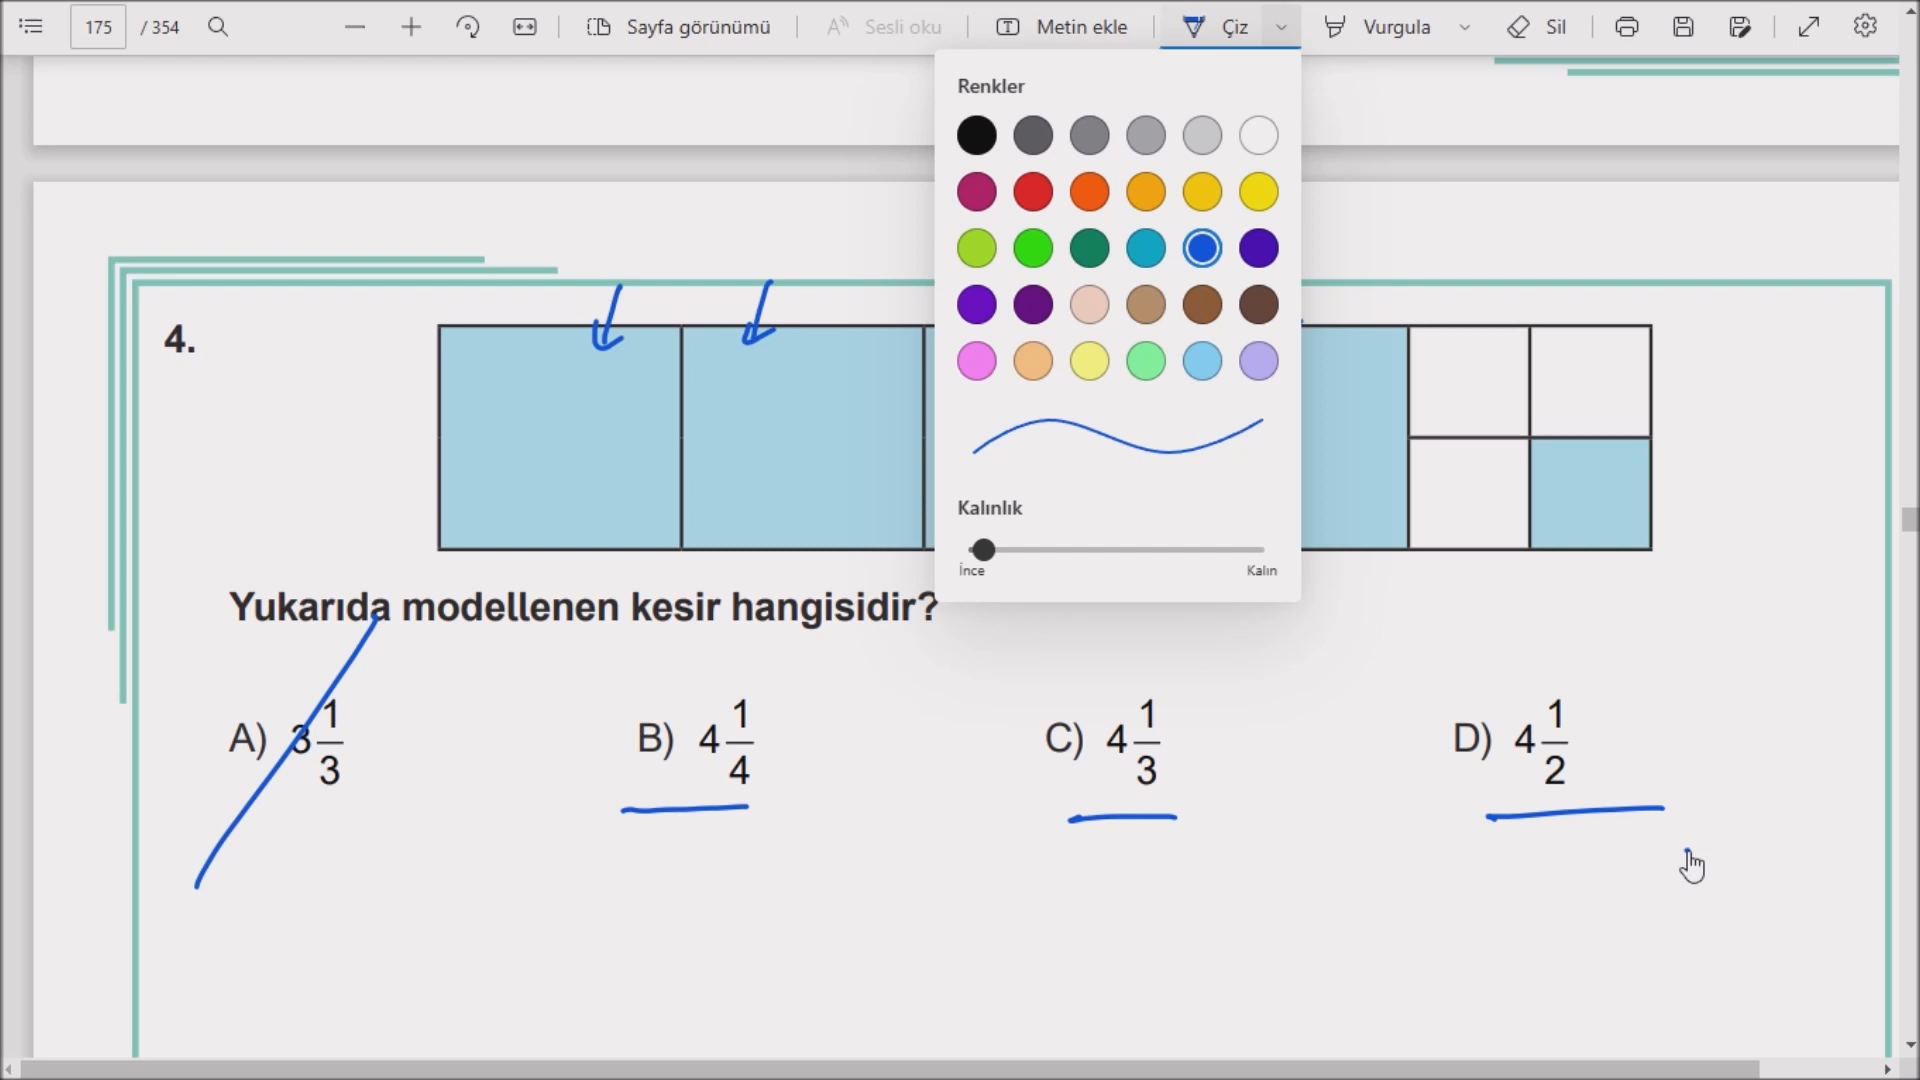 175 / 354 Sayfa görünümü Sesli oku Metin ekle Çiz Vurgula Sil
Renkler
Kalınlık
İnce Kalın
4.
Yukarıda modellenen kesir hangisidir?
A) 3 1/3 B) 4 1/4 C) 4 1/3 D) 4 1/2